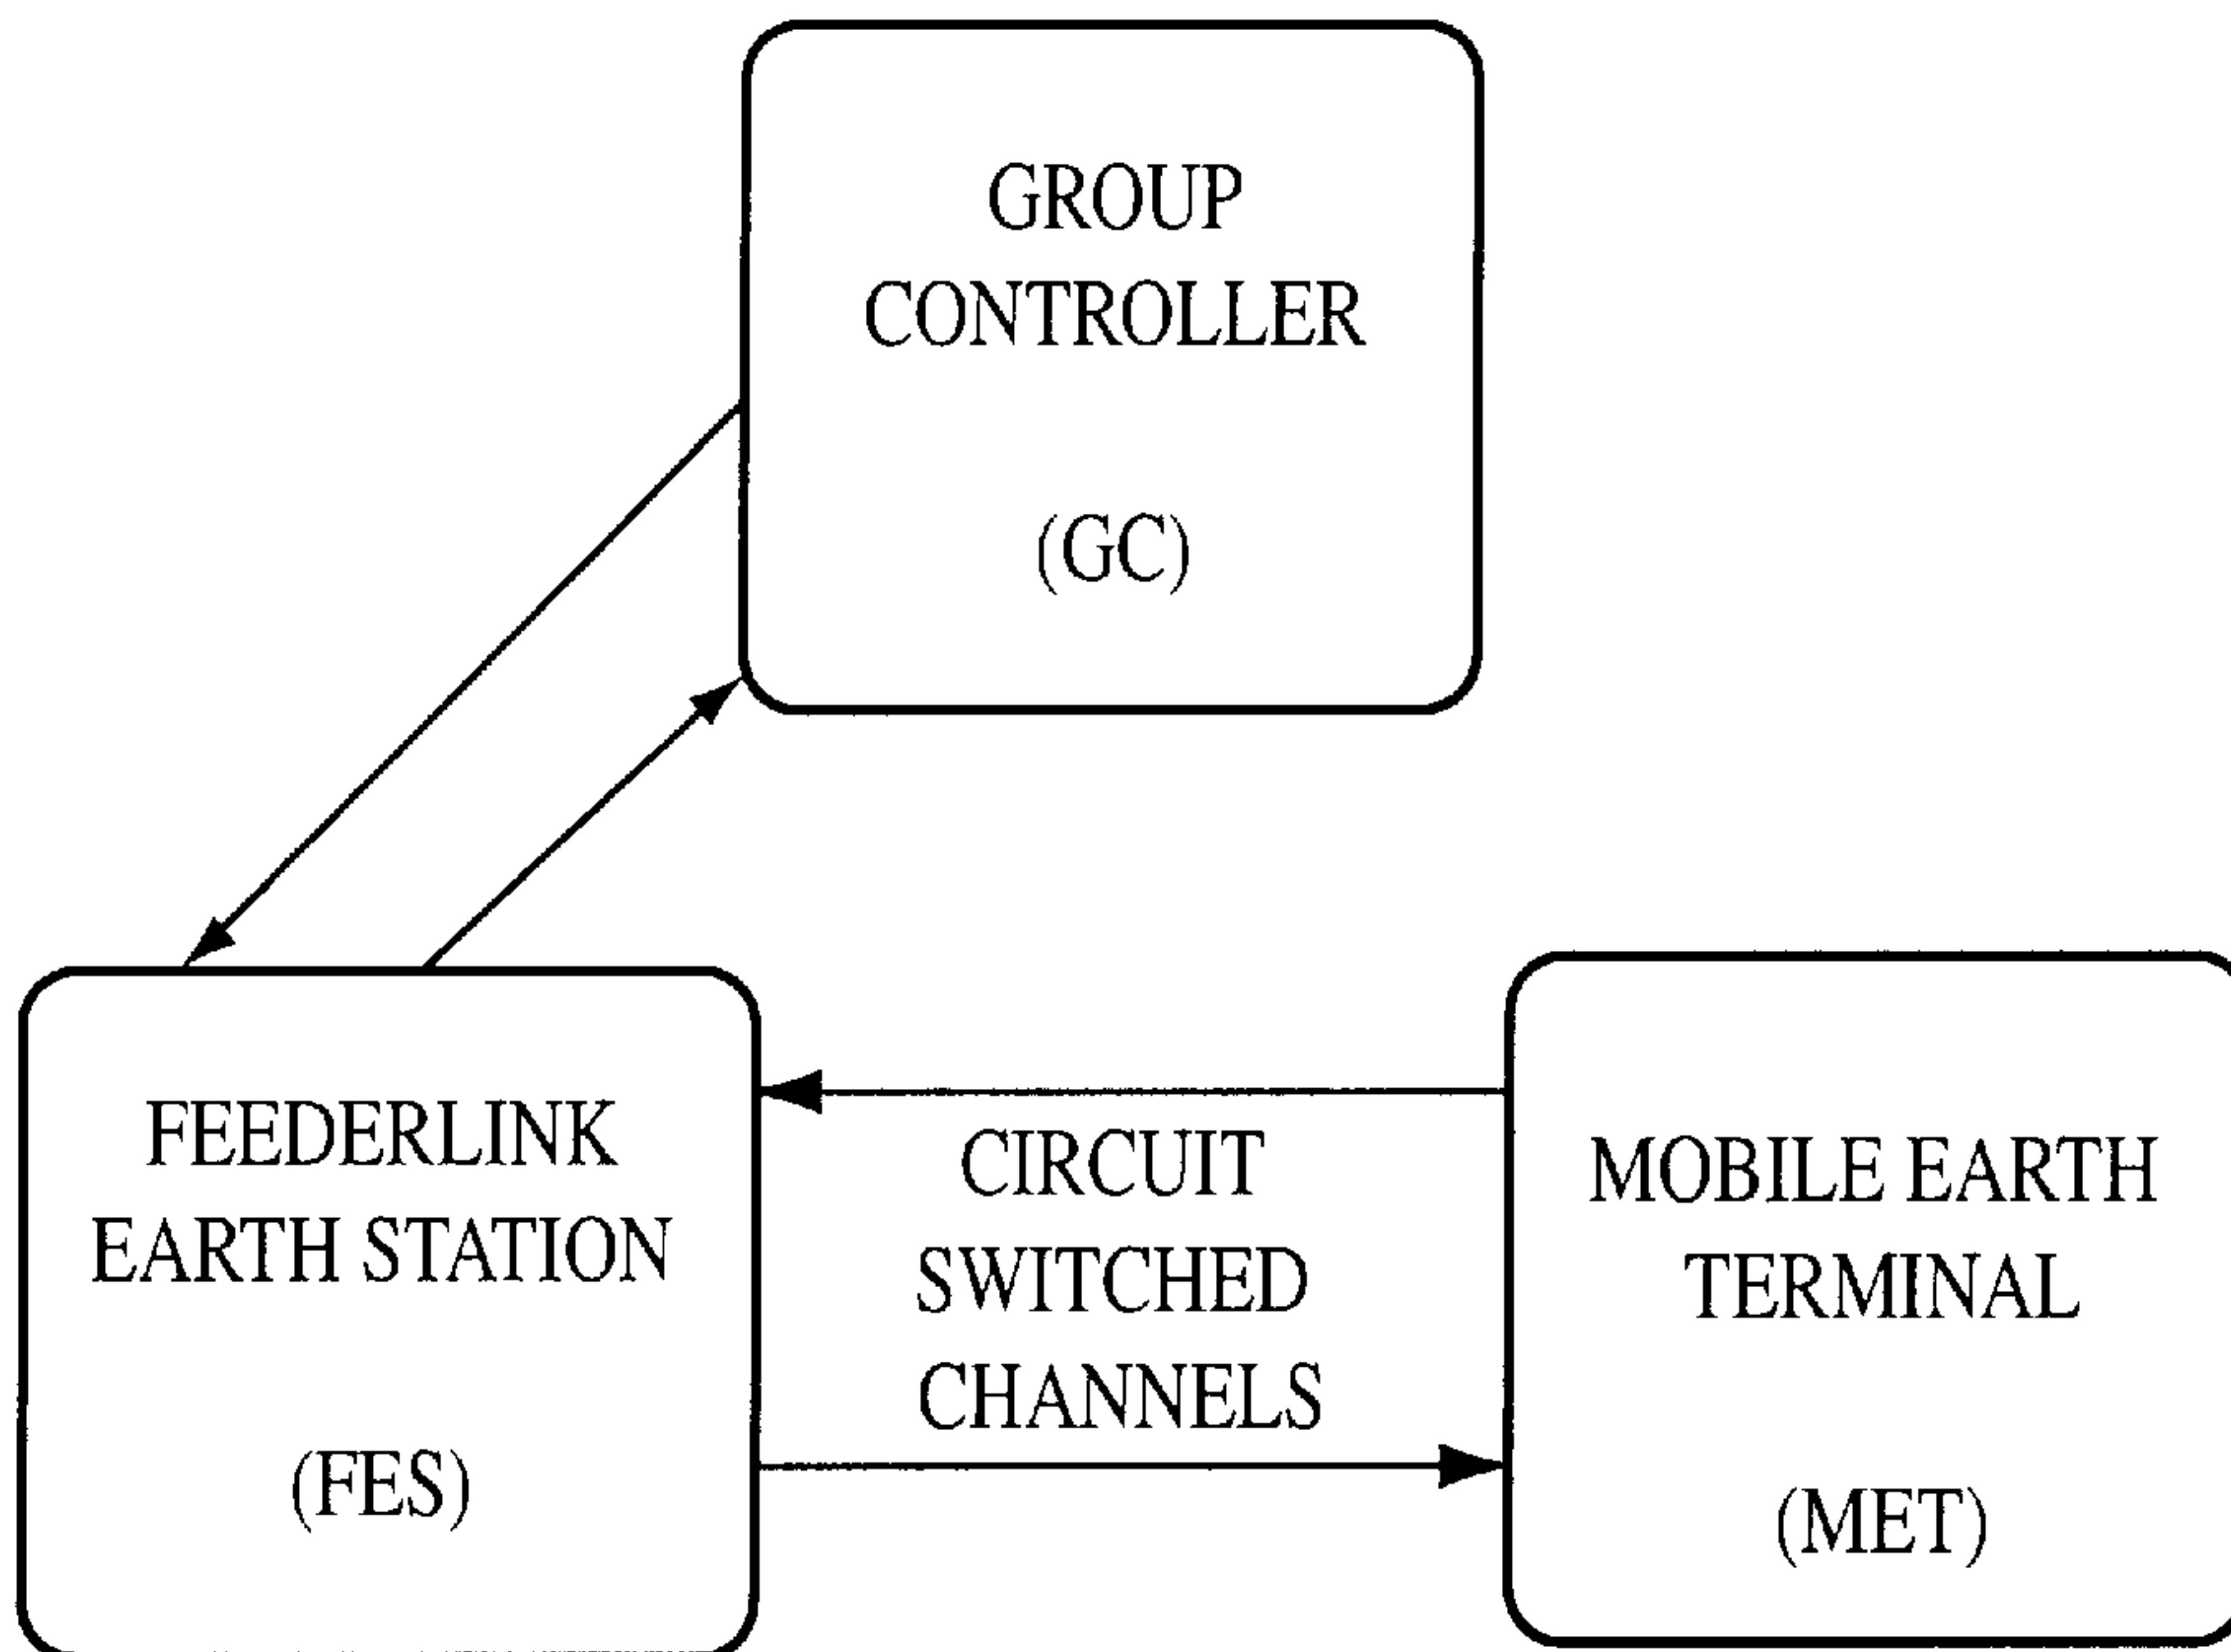 GROUP
CONTROLLER
(GC)
FEEDERLINK
EARTH STATION
(FES)
CIRCUIT
SWITCHED
CHANNELS
MOBILE EARTH
TERMINAL
(MET)